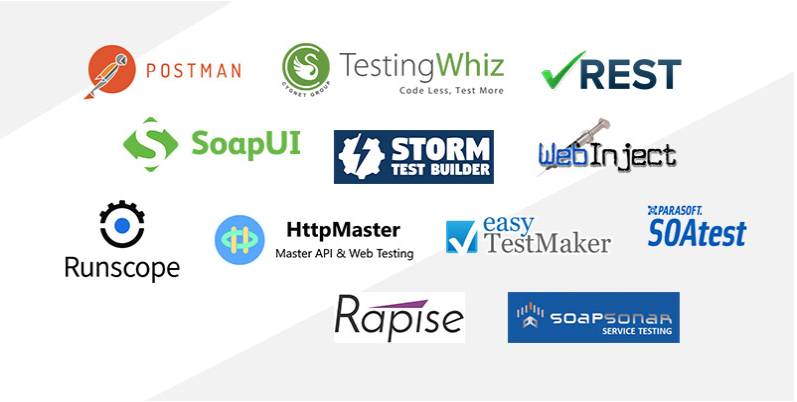 POSTMAN
TestingWhiz
CYGNET GROUP
Code Less, Test More
REST
SoapUI
STORM
TEST BUILDER
WebInject
Runscope
HttpMaster
Master API & Web Testing
easy
TestMaker
PARASOFT.
SOAtest
Rapise
SOAPSONAR
SERVICE TESTING